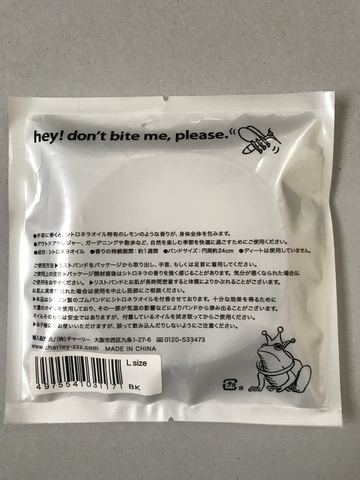 hey! don't bite me, please.
●手首に巻くと、シトロネラオイル特有のレモンのような香りが、身体全体を包みます。
●アウトドアやレジャー、ガーデニングや散歩など、自然を楽しむ季節を快適に過ごすためにご使用ください。
●成分:シトロネラオイル ●香りの持続期間:約1週間 ●バンドサイズ:円周約24cm ●ディートは使用していません。
ご使用方法▶リストバンドをパッケージから取り出し、手首、もしくは足首に着用してください。
ご使用上の注意▶パッケージ開封直後はシトロネラの香りを強く感じることがあります。気分が悪くなられた場合は、
ご使用をおやめください。▶リストバンドとお肌が長時間密着すると体質によりかぶれることがございます。
お肌に異常が現れた場合は使用を中止し医師にご相談ください。
▶本品はシリコン製のゴムバンドにシトロネラオイルを付着させております。十分な効果を得るために
大量のオイルを使用しており、その一部が気温の影響などによりバンドから滲み出ることがございます。
オイルそのものは安全ですが、付着しているオイルを拭き取ってからご使用ください。
▶お子様にもお使いいただけますが、誤って飲み込んだりしないようにご注意ください。
輸入販売元/(株)チャーリー 大阪市西区九条1-27-6 0120-533473
www.charley-zzz.com MADE IN CHINA
L size
4975541031171 BK
プラ